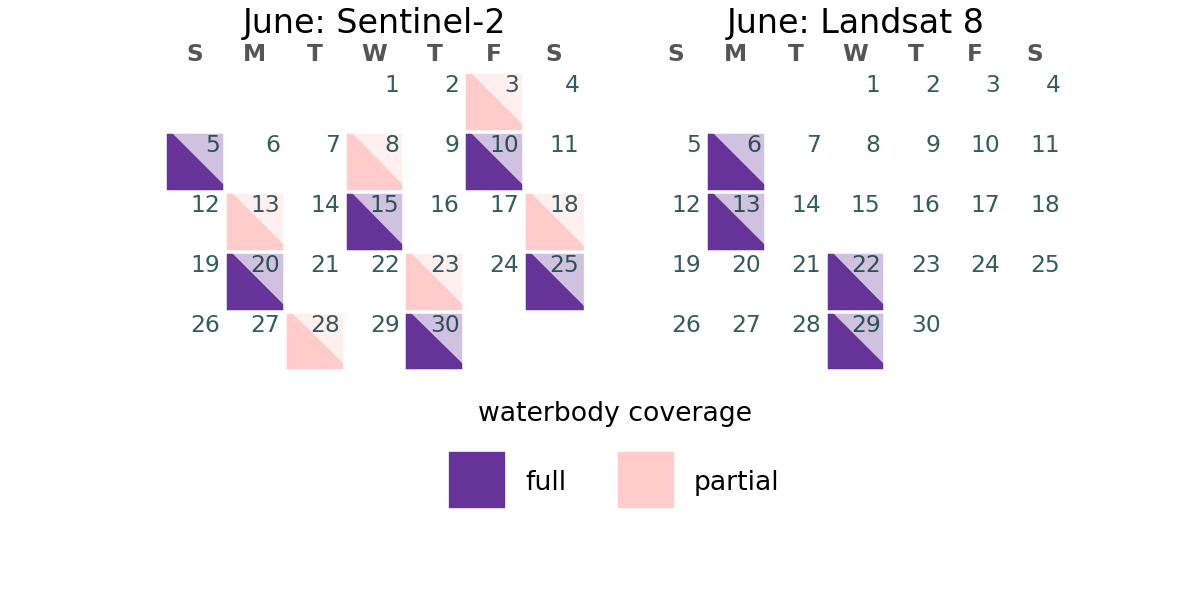 June: Sentinel-2
S M T W T F S
1 2 3 4
5 6 7 8 9 10 11
12 13 14 15 16 17 18
19 20 21 22 23 24 25
26 27 28 29 30
June: Landsat 8
S M T W T F S
1 2 3 4
5 6 7 8 9 10 11
12 13 14 15 16 17 18
19 20 21 22 23 24 25
26 27 28 29 30
waterbody coverage
full
partial